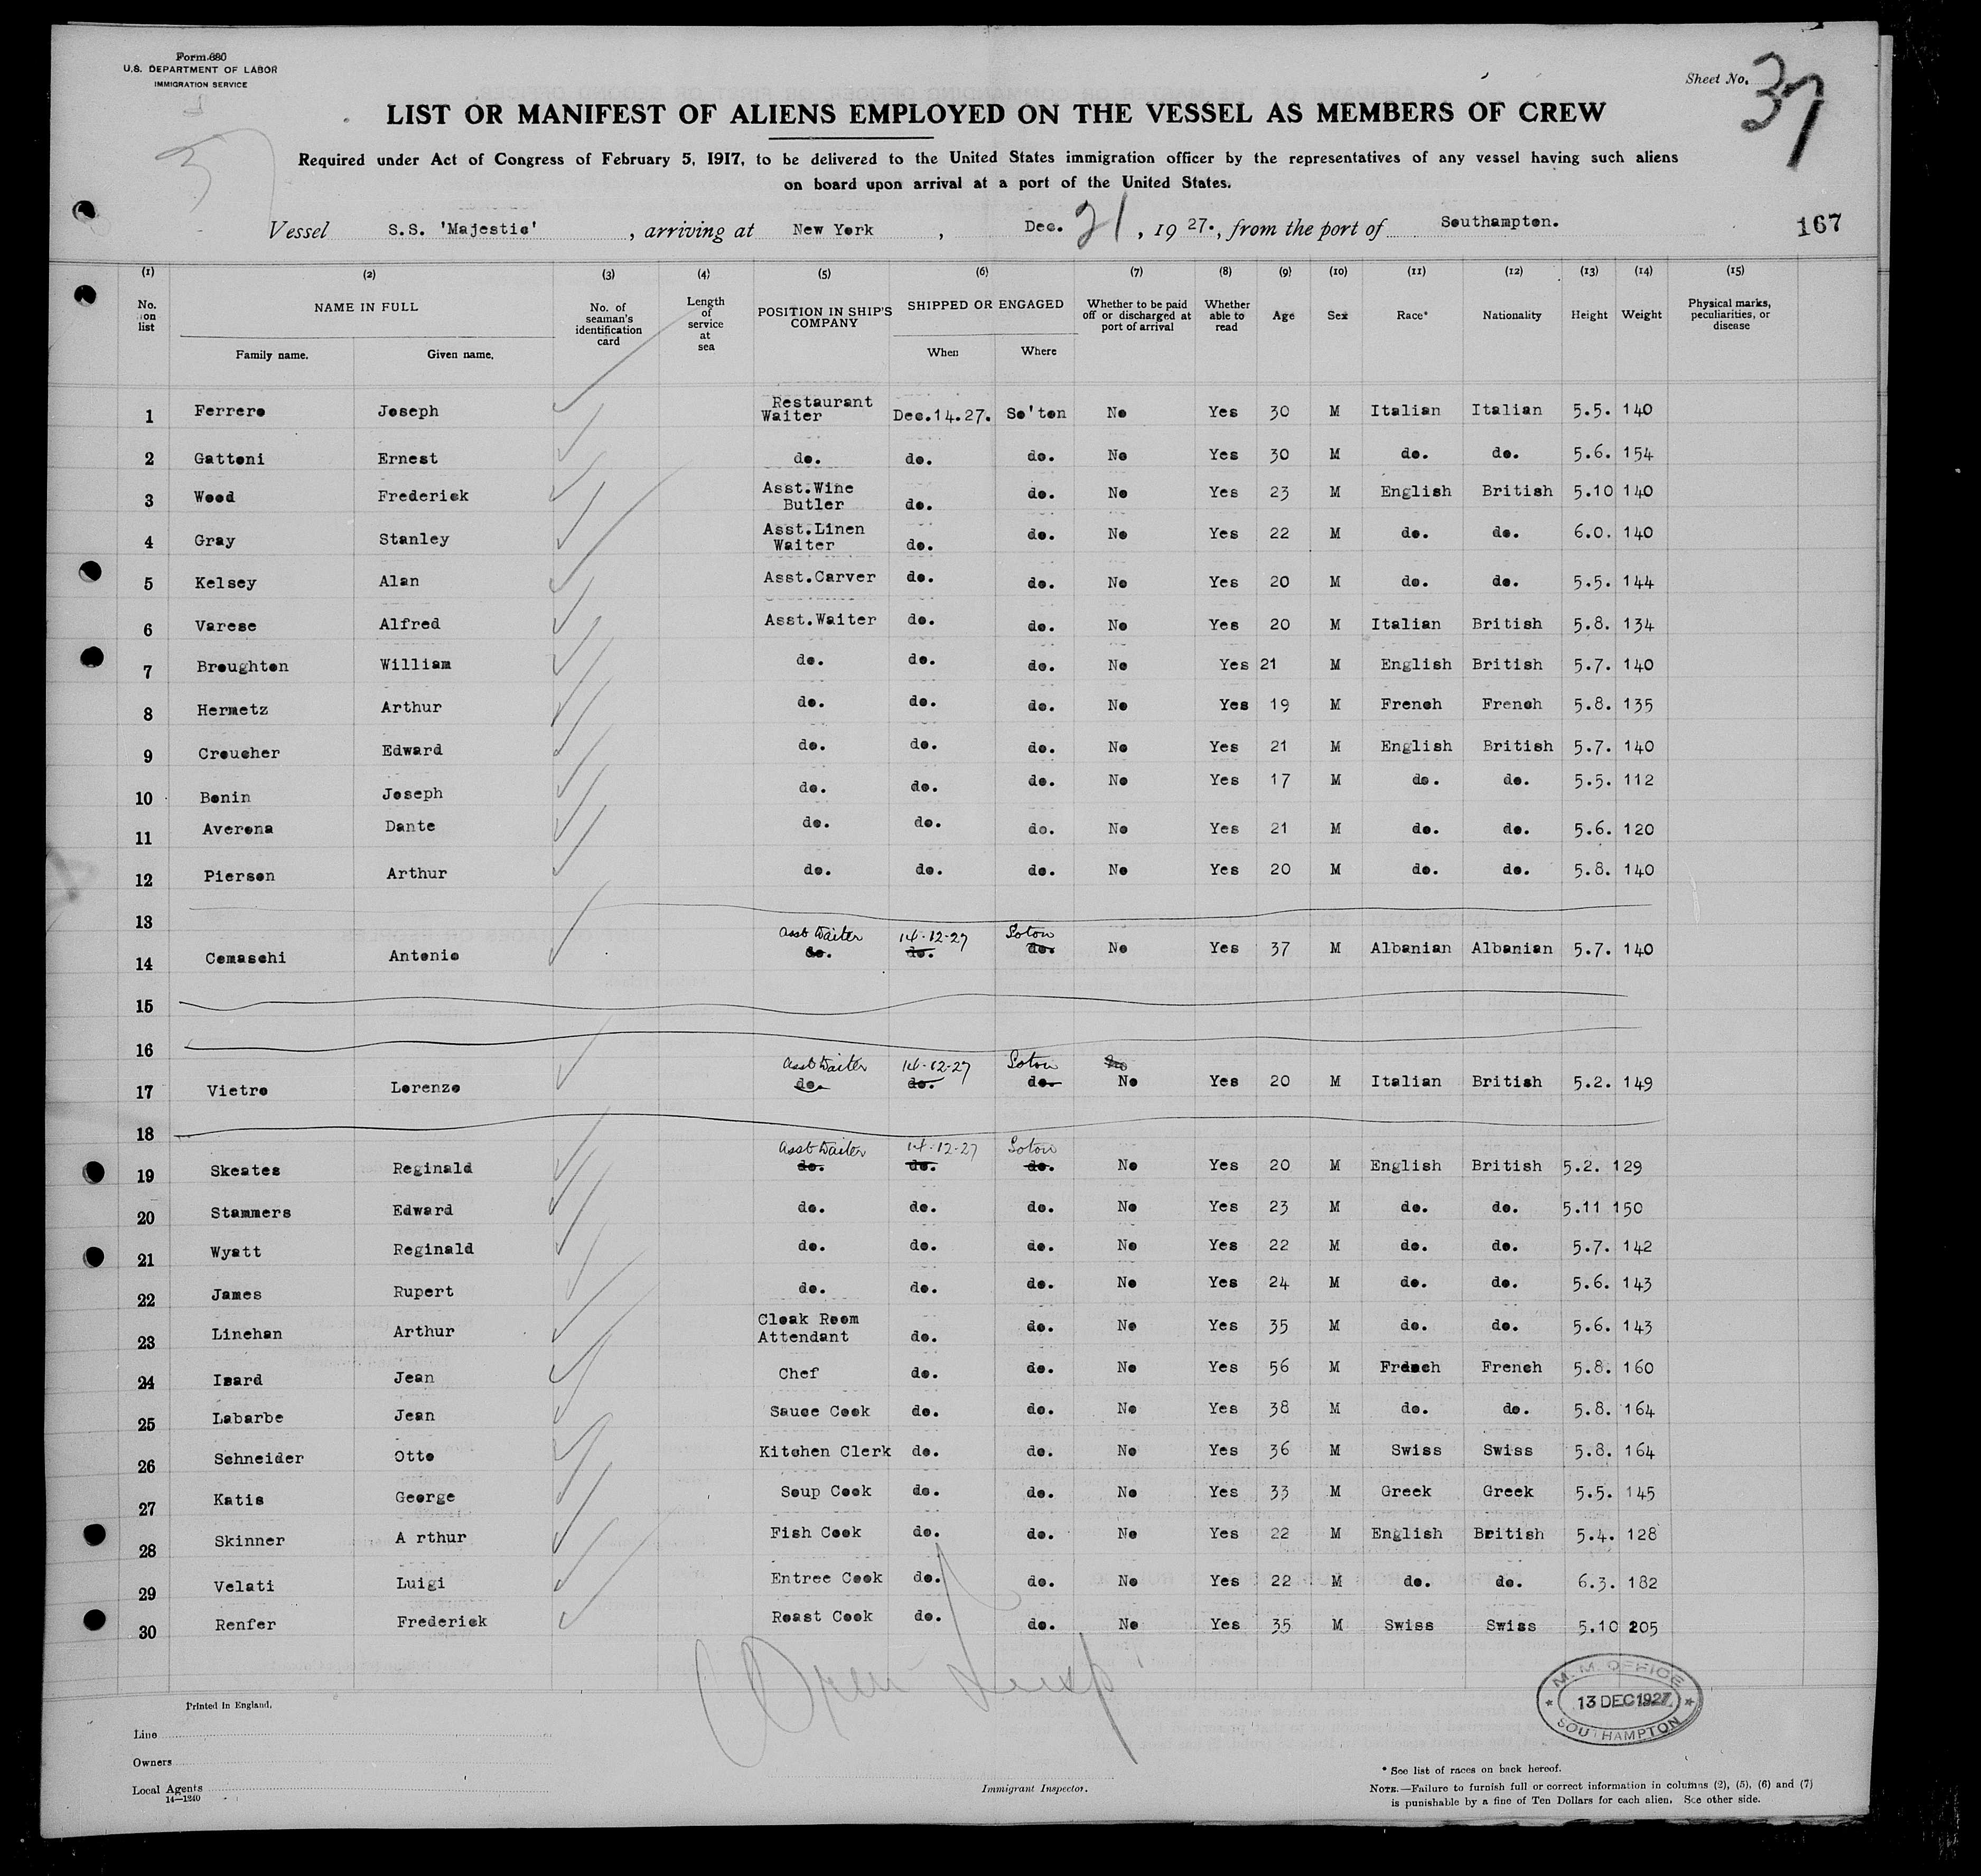 Form 680
U.S. DEPARTMENT OF LABOR
IMMIGRATION SERVICE
Sheet No. 37
LIST OR MANIFEST OF ALIENS EMPLOYED ON THE VESSEL AS MEMBERS OF CREW
Required under Act of Congress of February 5, 1917, to be delivered to the United States immigration officer by the representatives of any vessel having such aliens
on board upon arrival at a port of the United States.
Vessel S.S. 'Majestic' , arriving at New York , Dec. 21 , 19 27. , from the port of Southampton. 167
(1) (2) (3) (4) (5) (6) (7) (8) (9) (10) (11) (12) (13) (14) (15)
No. on list NAME IN FULL Family name. Given name. No. of seaman's identification card Length of service at sea POSITION IN SHIP'S COMPANY SHIPPED OR ENGAGED When Where Whether to be paid off or discharged at port of arrival Whether able to read Age Sex Race* Nationality Height Weight Physical marks, peculiarities, or disease
1 Ferrero Joseph Restaurant Waiter Dec.14.27. So'ton No Yes 30 M Italian Italian 5.5. 140
2 Gattoni Ernest do. do. do. No Yes 30 M do. do. 5.6. 154
3 Wood Frederick Asst.Wine Butler do. do. No Yes 23 M English British 5.10 140
4 Gray Stanley Asst.Linen Waiter do. do. No Yes 22 M do. do. 6.0. 140
5 Kelsey Alan Asst.Carver do. do. No Yes 20 M do. do. 5.5. 144
6 Varese Alfred Asst.Waiter do. do. No Yes 20 M Italian British 5.8. 134
7 Broughton William do. do. do. No Yes 21 M English British 5.7. 140
8 Hermetz Arthur do. do. do. No Yes 19 M French French 5.8. 135
9 Croucher Edward do. do. do. No Yes 21 M English British 5.7. 140
10 Bonin Joseph do. do. do. No Yes 17 M do. do. 5.5. 112
11 Averona Dante do. do. do. No Yes 21 M do. do. 5.6. 120
12 Pierson Arthur do. do. do. No Yes 20 M do. do. 5.8. 140
13
Asst Waiter 14-12-27 Soton
14 Comaschi Antonio do. do. do. No Yes 37 M Albanian Albanian 5.7. 140
15
16
Asst Waiter 14-12-27 Soton No
17 Vietro Lorenzo do. do. do. No Yes 20 M Italian British 5.2. 149
18
Asst Waiter 14-12-27 Soton
19 Skeates Reginald do. do. do. No Yes 20 M English British 5.2. 129
20 Stammers Edward do. do. do. No Yes 23 M do. do. 5.11 150
21 Wyatt Reginald do. do. do. No Yes 22 M do. do. 5.7. 142
22 James Rupert do. do. do. No Yes 24 M do. do. 5.6. 143
23 Linehan Arthur Cloak Room Attendant do. do. No Yes 35 M do. do. 5.6. 143
24 Isard Jean Chef do. do. No Yes 56 M French French 5.8. 160
25 Labarbe Jean Sauce Cook do. do. No Yes 38 M do. do. 5.8. 164
26 Schneider Otto Kitchen Clerk do. do. No Yes 36 M Swiss Swiss 5.8. 164
27 Katis George Soup Cook do. do. No Yes 33 M Greek Greek 5.5. 145
28 Skinner A rthur Fish Cook do. do. No Yes 22 M English British 5.4. 128
29 Velati Luigi Entree Cook do. do. No Yes 22 M do. do. 6.3. 182
30 Renfer Frederick Roast Cook do. do. No Yes 35 M Swiss Swiss 5.10 205
M.M. OFFICE
13 DEC 1927
SOUTHAMPTON
Printed in England.
Line
Owners
Local Agents
14—1240
Immigrant Inspector.
* See list of races on back hereof.
NOTE.—Failure to furnish full or correct information in columns (2), (5), (6) and (7)
is punishable by a fine of Ten Dollars for each alien. See other side.